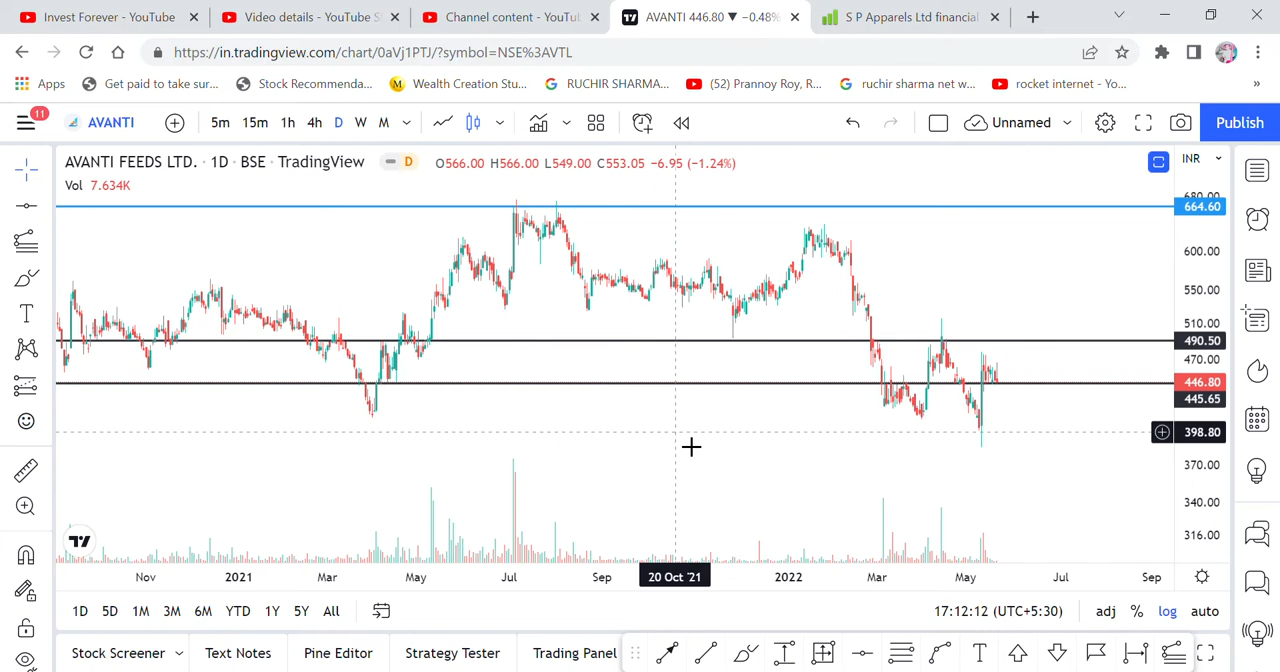 Invest Forever - YouTube
Video details - YouTube S
Channel content - YouTu
AVANTI 446.80 ▼ −0.48%
S P Apparels Ltd financial
https://in.tradingview.com/chart/0aVj1PTJ/?symbol=NSE%3AVTL
Apps
Get paid to take sur...
Stock Recommenda...
Wealth Creation Stu...
RUCHIR SHARMA...
(52) Prannoy Roy, R...
ruchir sharma net w...
rocket internet - Yo...
»
11
AVANTI
5m 15m 1h 4h D W M
Unnamed
Publish
AVANTI FEEDS LTD. · 1D · BSE · TradingView
D
O566.00 H566.00 L549.00 C553.05 −6.95 (−1.24%)
INR
Vol 7.634K
680.00
664.60
600.00
550.00
510.00
490.50
470.00
446.80
445.65
398.80
370.00
340.00
316.00
Nov 2021 Mar May Jul Sep 20 Oct '21 2022 Mar May Jul Sep
1D 5D 1M 3M 6M YTD 1Y 5Y All
17:12:12 (UTC+5:30)
adj % log auto
Stock Screener
Text Notes
Pine Editor
Strategy Tester
Trading Panel